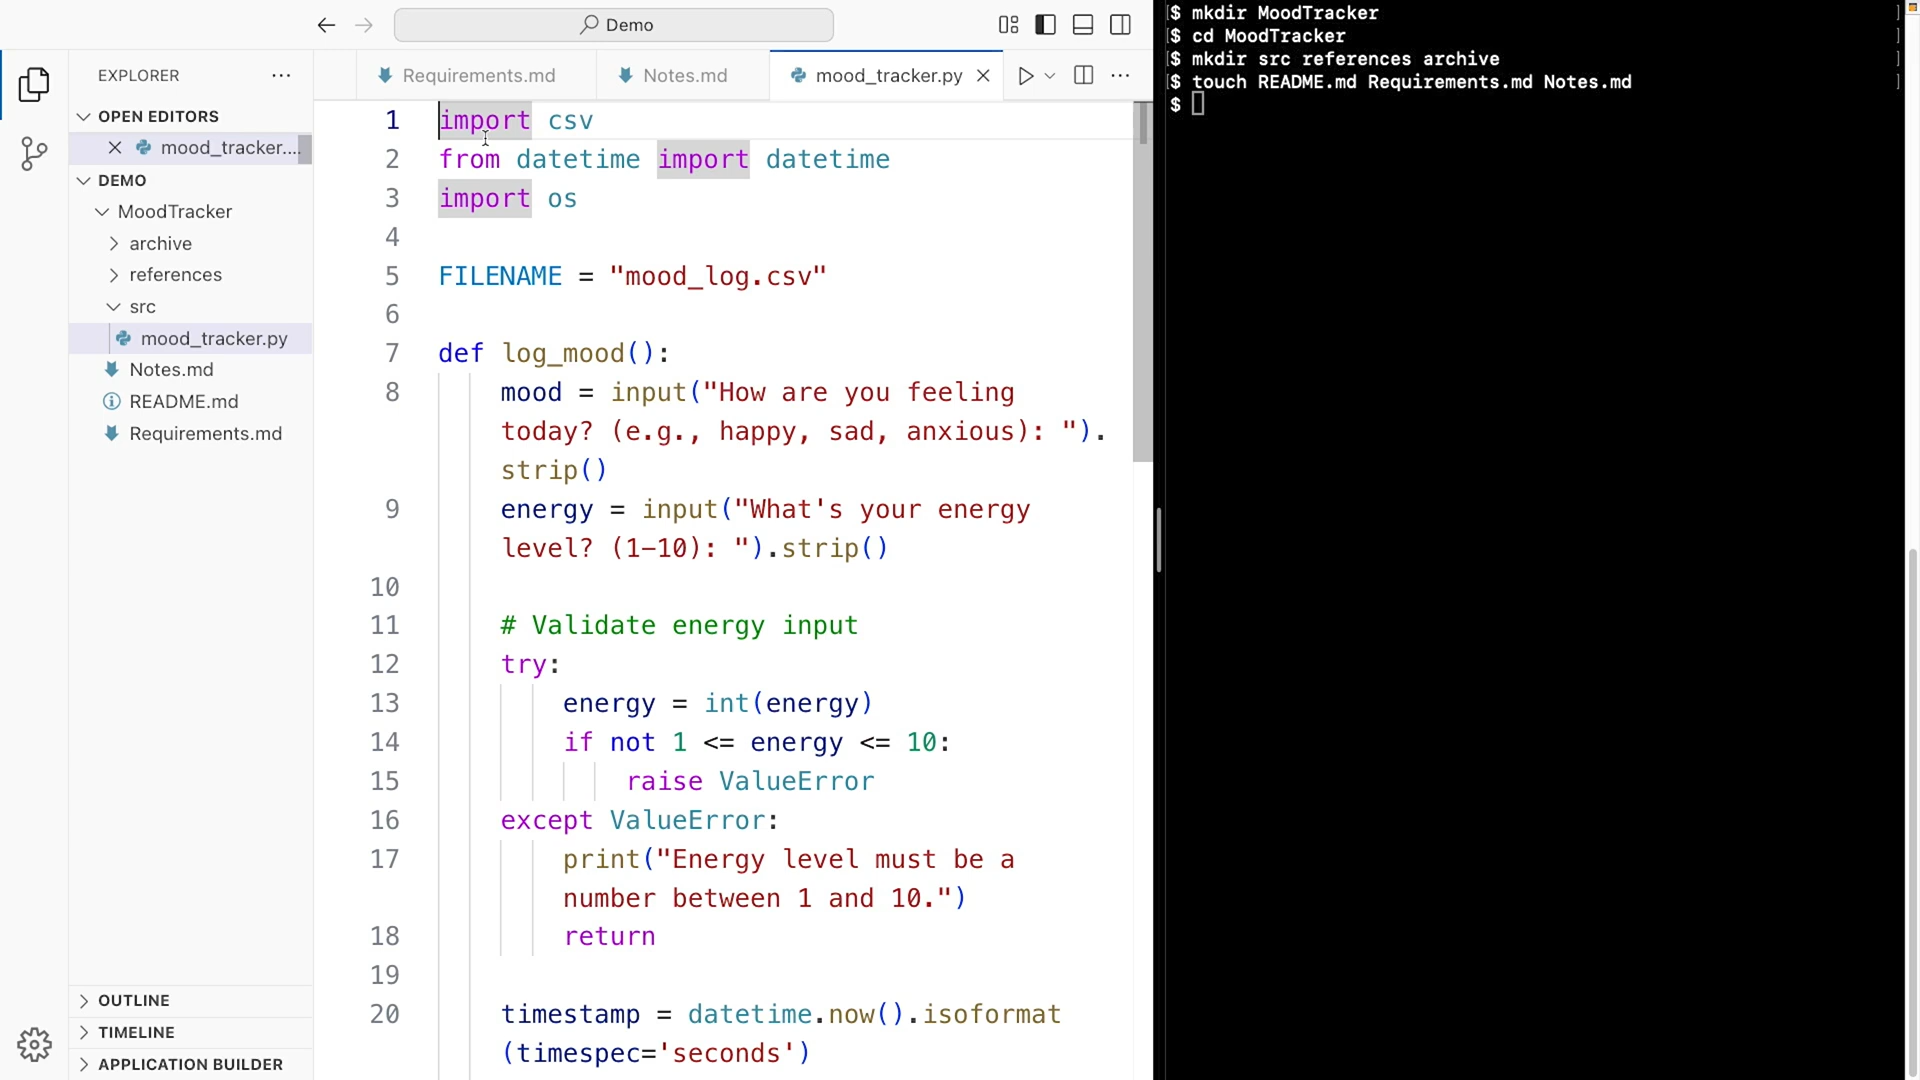 Demo
EXPLORER
OPEN EDITORS
mood_tracker....
DEMO
MoodTracker
archive
references
src
mood_tracker.py
Notes.md
README.md
Requirements.md
OUTLINE
TIMELINE
APPLICATION BUILDER
Requirements.md
Notes.md
mood_tracker.py
1 import csv
2 from datetime import datetime
3 import os
4
5 FILENAME = "mood_log.csv"
6
7 def log_mood():
8 mood = input("How are you feeling
today? (e.g., happy, sad, anxious): ").
strip()
9 energy = input("What's your energy
level? (1–10): ").strip()
10
11 # Validate energy input
12 try:
13 energy = int(energy)
14 if not 1 <= energy <= 10:
15 raise ValueError
16 except ValueError:
17 print("Energy level must be a
number between 1 and 10.")
18 return
19
20 timestamp = datetime.now().isoformat
(timespec='seconds')
[$ mkdir MoodTracker ]
[$ cd MoodTracker ]
[$ mkdir src references archive ]
[$ touch README.md Requirements.md Notes.md ]
$